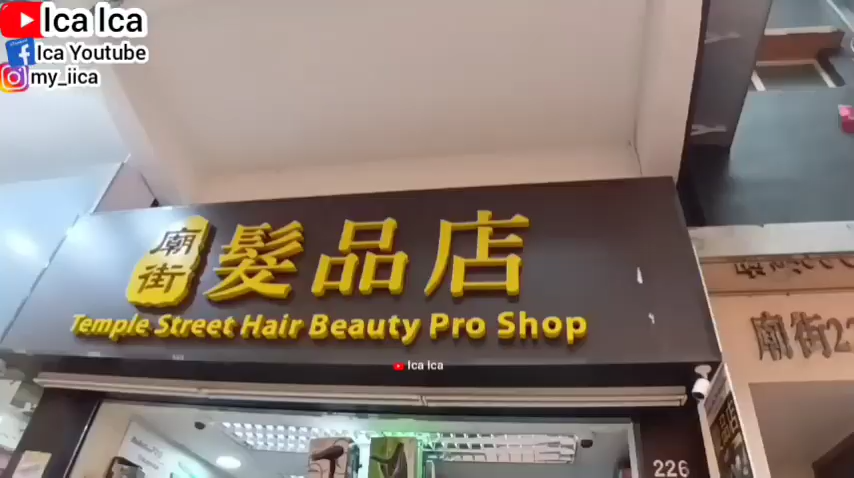 Ica Ica
Ica Youtube
my_iica
廟街
髮品店
Temple Street Hair Beauty Pro Shop
Ica Ica
廟街22
226